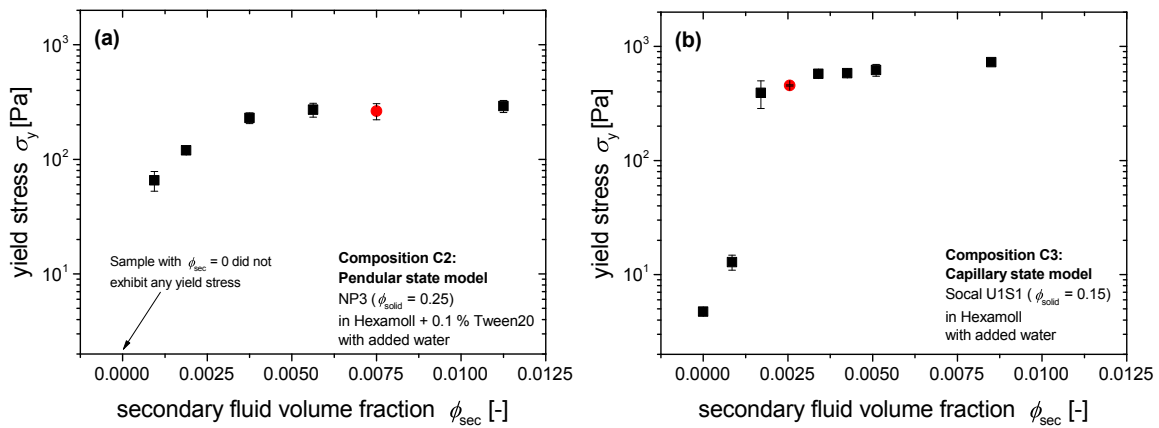 (a)
yield stress σy [Pa]
10³
10²
10¹
Sample with ϕsec = 0 did not
exhibit any yield stress
Composition C2:
Pendular state model
NP3 (ϕsolid = 0.25)
in Hexamoll + 0.1 % Tween20
with added water
0.0000 0.0025 0.0050 0.0075 0.0100 0.0125
secondary fluid volume fraction ϕsec [-]
(b)
yield stress σy [Pa]
10³
10²
10¹
Composition C3:
Capillary state model
Socal U1S1 (ϕsolid = 0.15)
in Hexamoll
with added water
0.0000 0.0025 0.0050 0.0075 0.0100 0.0125
secondary fluid volume fraction ϕsec [-]